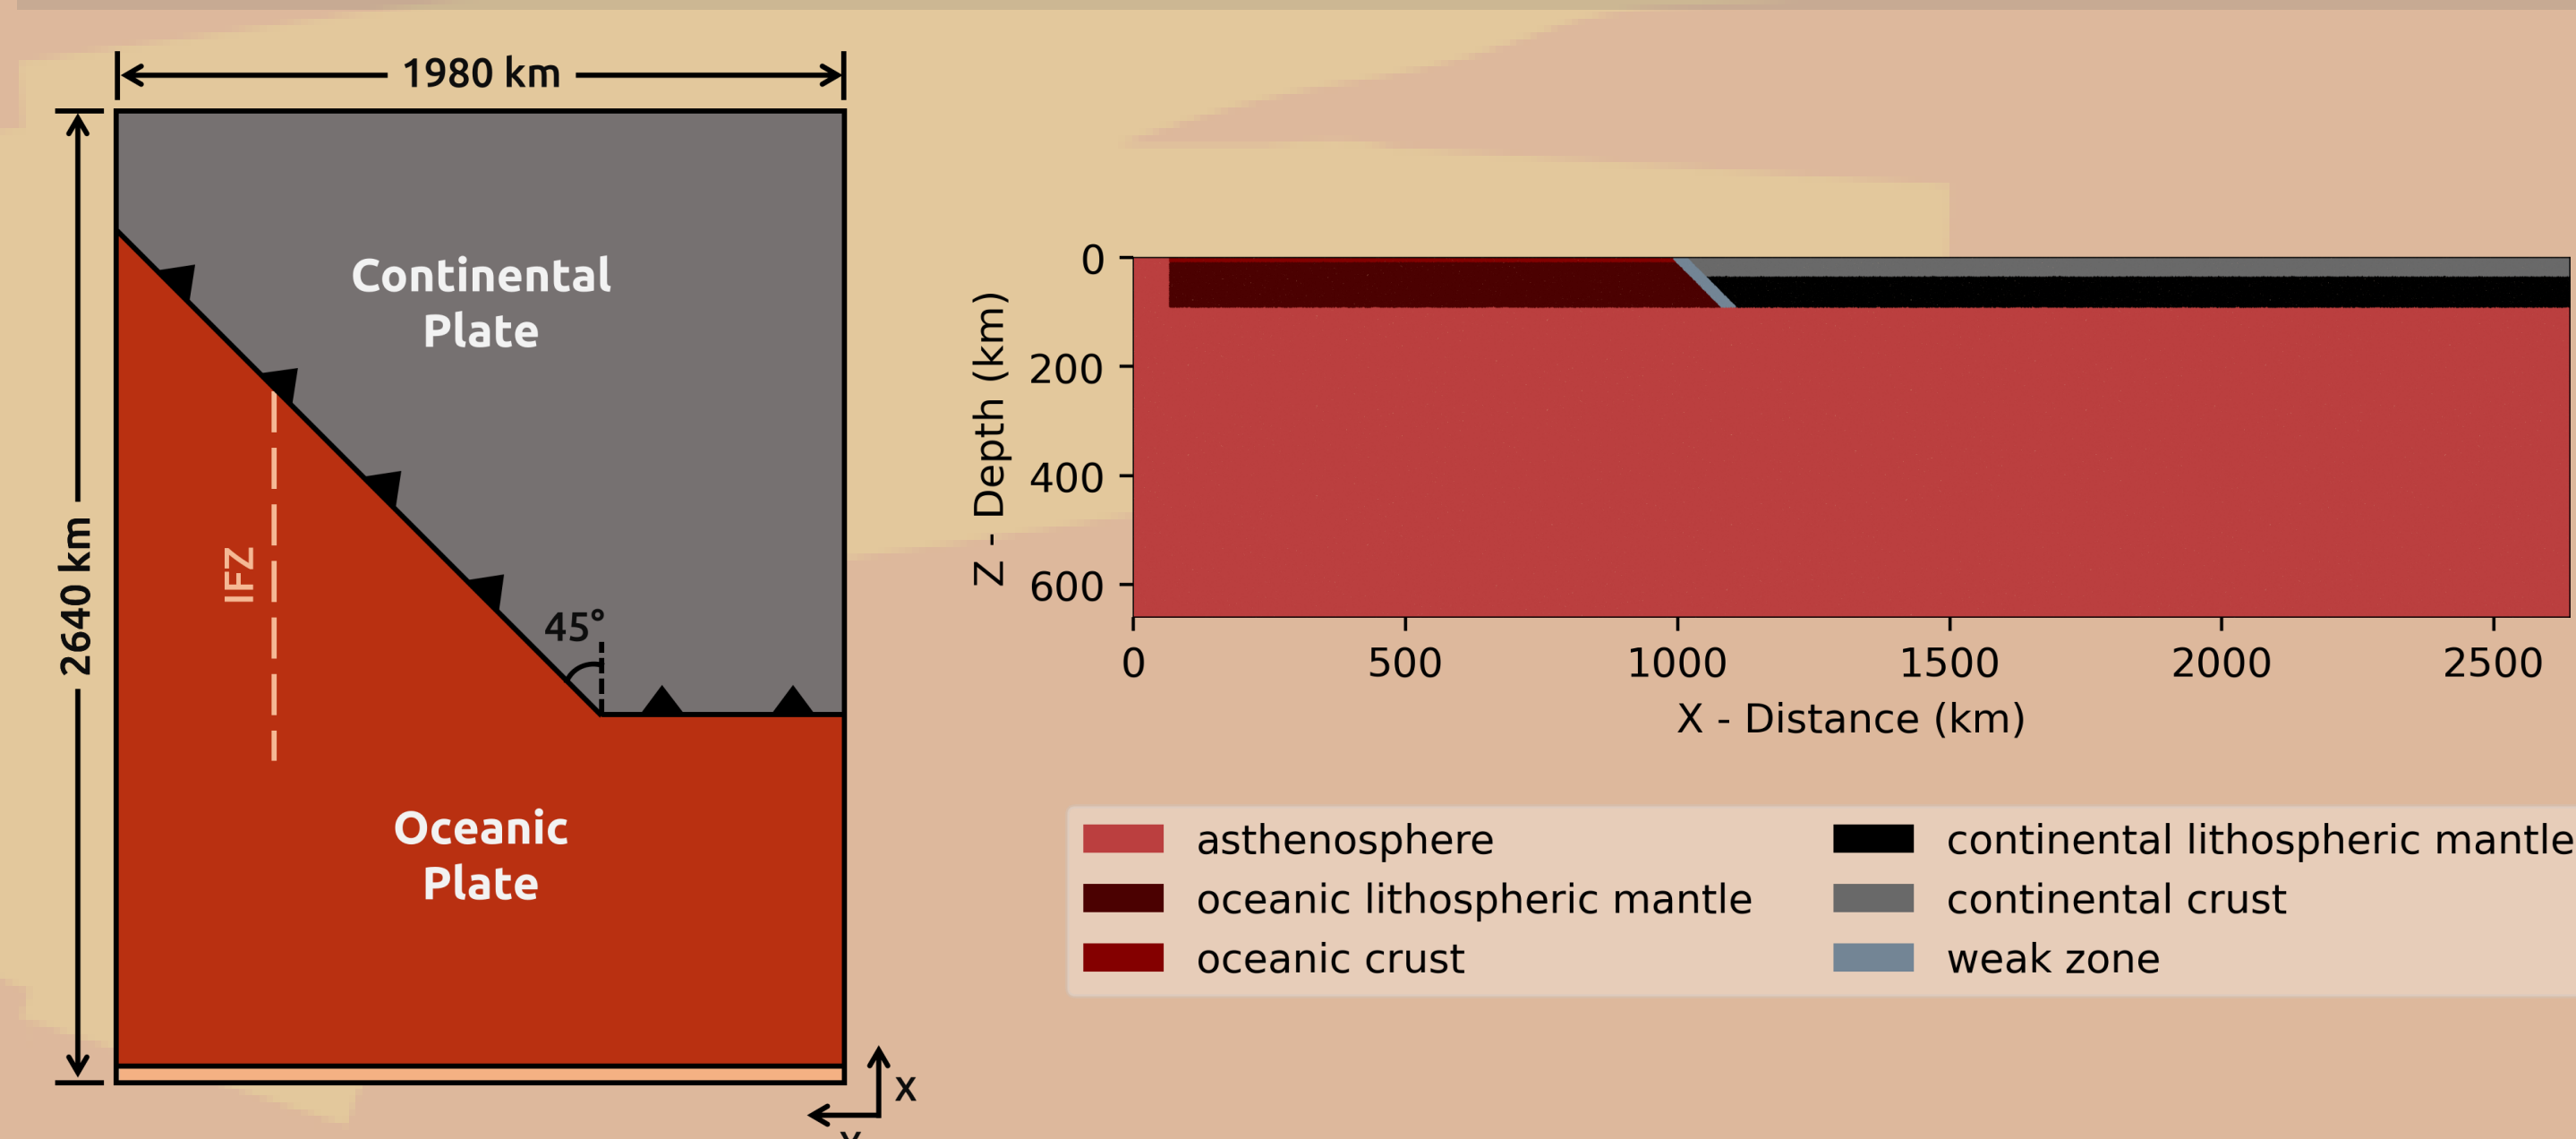 1980 km
2640 km
Continental
Plate
IFZ
45°
Oceanic
Plate
X
0
200
400
600
Z - Depth (km)
0 500 1000 1500 2000 2500
X - Distance (km)
asthenosphere
oceanic lithospheric mantle
oceanic crust
continental lithospheric mantle
continental crust
weak zone